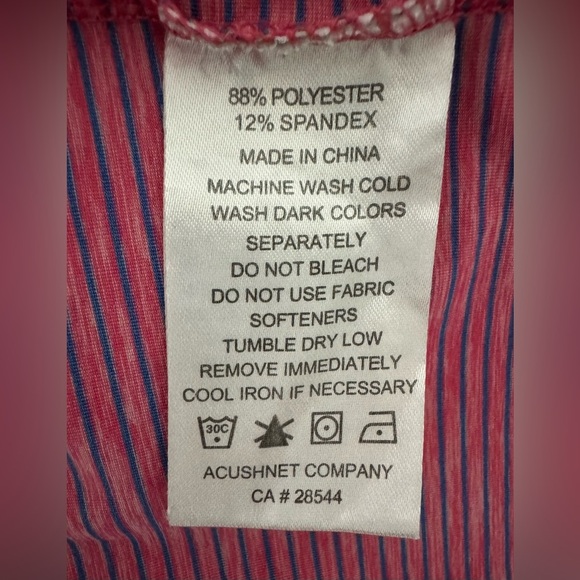 88% POLYESTER
12% SPANDEX
MADE IN CHINA
MACHINE WASH COLD
WASH DARK COLORS
SEPARATELY
DO NOT BLEACH
DO NOT USE FABRIC
SOFTENERS
TUMBLE DRY LOW
REMOVE IMMEDIATELY
COOL IRON IF NECESSARY
30C
ACUSHNET COMPANY
CA # 28544